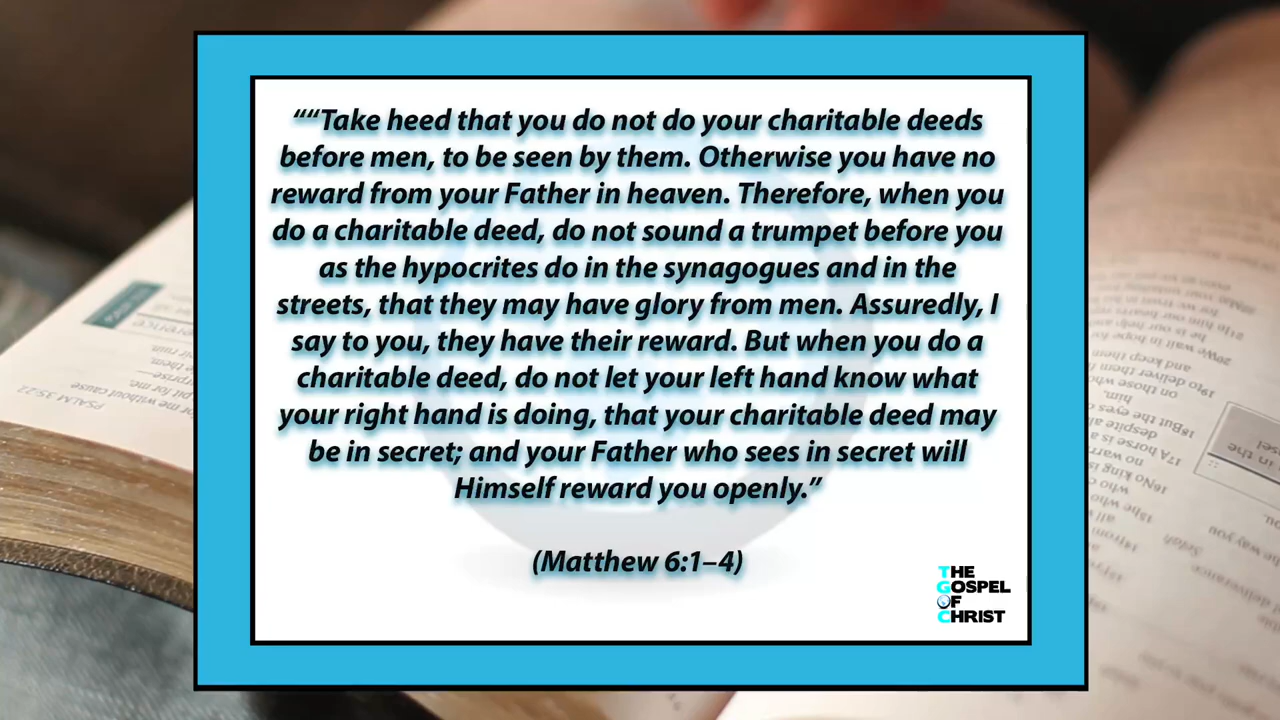 ““Take heed that you do not do your charitable deeds
before men, to be seen by them. Otherwise you have no
reward from your Father in heaven. Therefore, when you
do a charitable deed, do not sound a trumpet before you
as the hypocrites do in the synagogues and in the
streets, that they may have glory from men. Assuredly, I
say to you, they have their reward. But when you do a
charitable deed, do not let your left hand know what
your right hand is doing, that your charitable deed may
be in secret; and your Father who sees in secret will
Himself reward you openly.”
(Matthew 6:1–4)
THE
GOSPEL
OF
CHRIST
PSALM 35:22